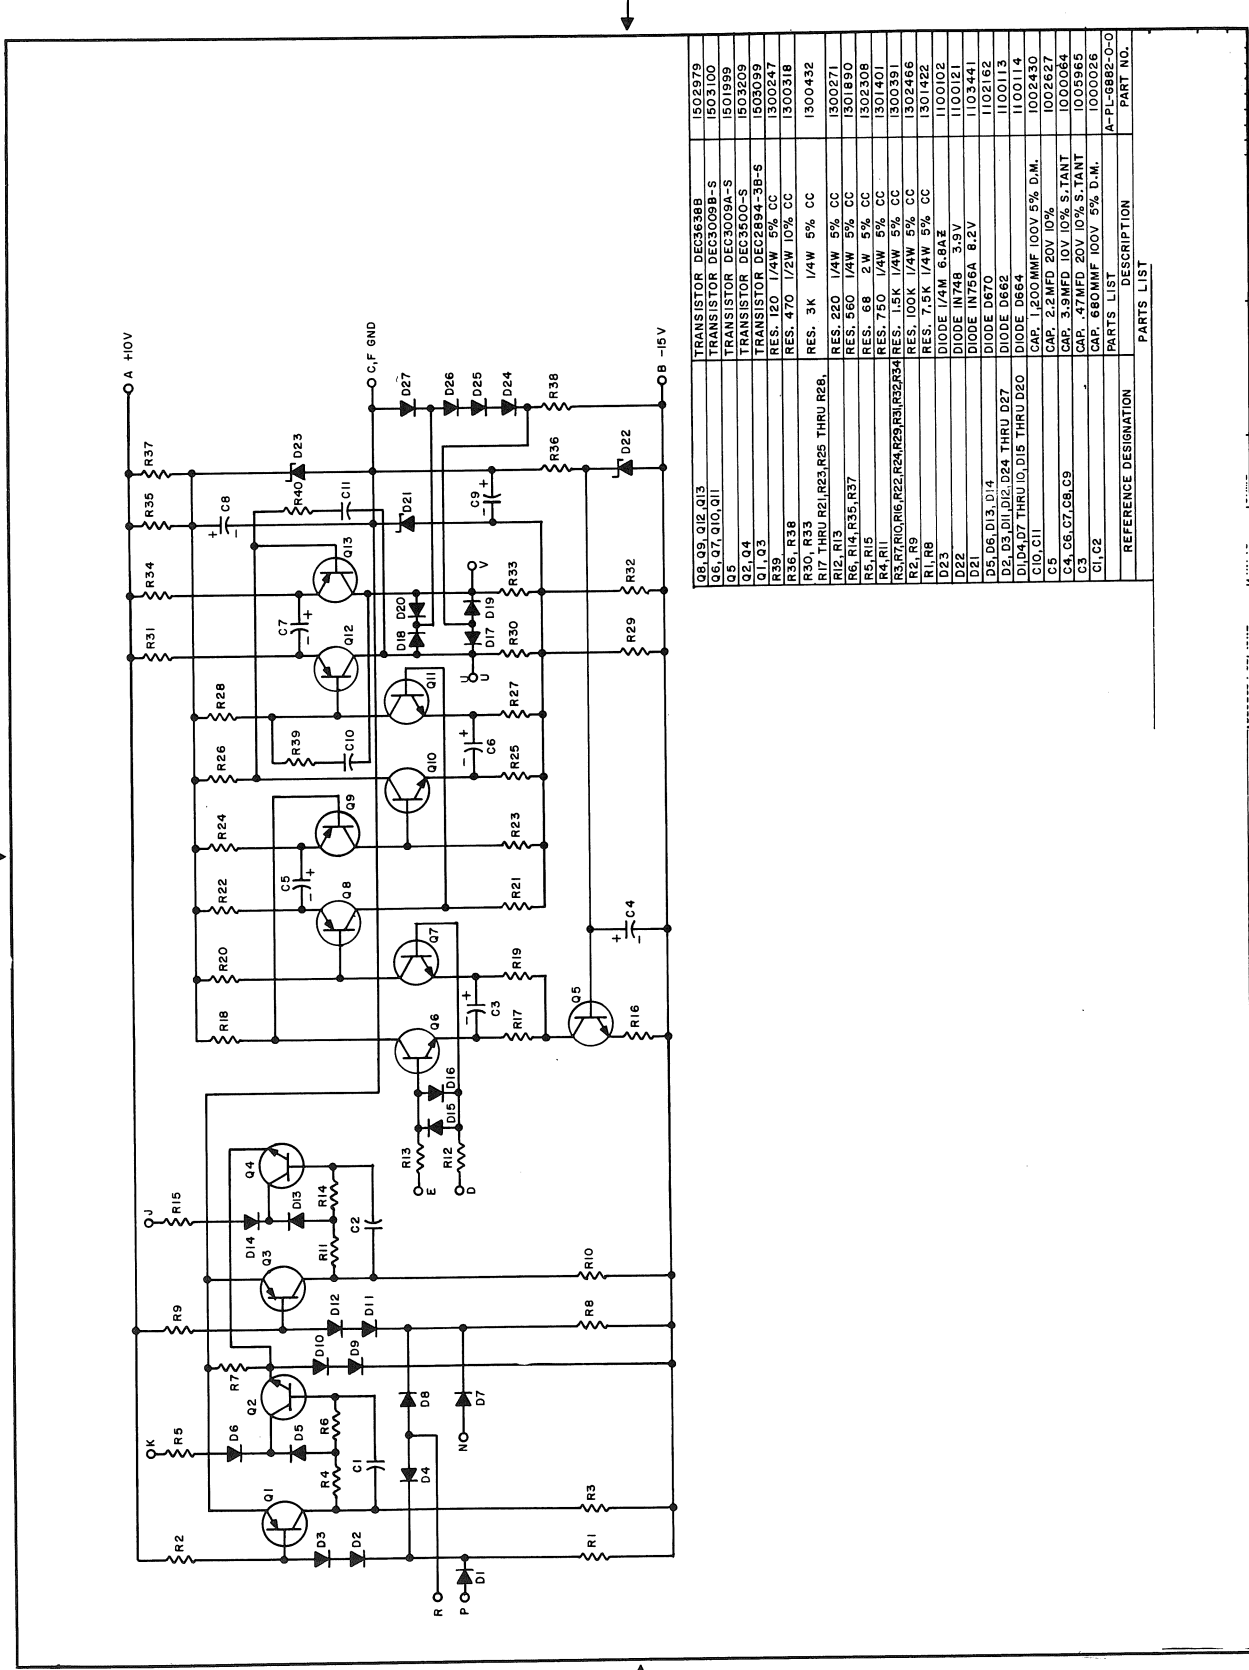 A +10V
C,F GND
B -15V
R37
R35
R34
R31
R28
R26
R24
R22
R20
R18
D23
R40
C11
C8
+
-
D21
C9
+
-
D27
D26
D25
D24
R38
R36
D22
Q13
Q12
C7
+
-
D20
D18
D19
D17
V
U
U
R33
R30
R32
R29
R39
C10
Q11
Q10
C6
+
-
R27
R25
R23
R21
Q9
Q8
C5
+
-
Q7
Q6
C3
+
-
R19
R17
Q5
C4
+
-
R16
D16
D15
R13
R12
E
D
J
R15
Q4
D14
D13
R14
R11
C2
Q3
R10
R9
D12
D11
R8
D10
D9
R7
Q2
K
R5
D6
D5
R6
R4
C1
D8
D7
N
D4
Q1
R3
R2
D3
D2
R1
D1
R
P
Q8, Q9, Q12, Q13 TRANSISTOR DEC3638B 1502979
Q6, Q7, Q10, Q11 TRANSISTOR DEC3009B-S 1503100
Q5 TRANSISTOR DEC3009A-S 1501999
Q2, Q4 TRANSISTOR DEC3500-S 1503209
Q1, Q3 TRANSISTOR DEC2894-3B-S 1503099
R39 RES. 120 1/4W 5% CC 1300247
R36, R38 RES. 470 1/2W 10% CC 1300318
R30, R33
R17 THRU R21, R23, R25 THRU R28, RES. 3K 1/4W 5% CC 1300432
R12, R13 RES. 220 1/4W 5% CC 1300271
R6, R14, R35, R37 RES. 560 1/4W 5% CC 1301890
R5, R15 RES. 68 2W 5% CC 1302308
R4, R11 RES. 750 1/4W 5% CC 1301401
R3,R7,R10,R16,R22,R24,R29,R31,R32,R34 RES. 1.5K 1/4W 5% CC 1300391
R2, R9 RES. 100K 1/4W 5% CC 1302466
R1, R8 RES. 7.5K 1/4W 5% CC 1301422
D23 DIODE 1/4M 6.8AZ 1100102
D22 DIODE IN748 3.9V 1100121
D21 DIODE IN756A 8.2V 1103441
D5, D6, D13, D14 DIODE D670 1102162
D2, D3, D11, D12, D24 THRU D27 DIODE D662 1100113
D1,D4,D7 THRU 10, D15 THRU D20 DIODE D664 1100114
C10, C11 CAP. 1,200MMF 100V 5% D.M. 1002430
C5 CAP. 2.2MFD 20V 10% 1002627
C4, C6, C7, C8, C9 CAP. 3.9MFD 10V 10% S.TANT 1000064
C3 CAP. .47MFD 20V 10% S.TANT 1005965
C1, C2 CAP. 680MMF 100V 5% D.M. 1000026
PARTS LIST A-PL-G882-0-0
REFERENCE DESIGNATION DESCRIPTION PART NO.
PARTS LIST